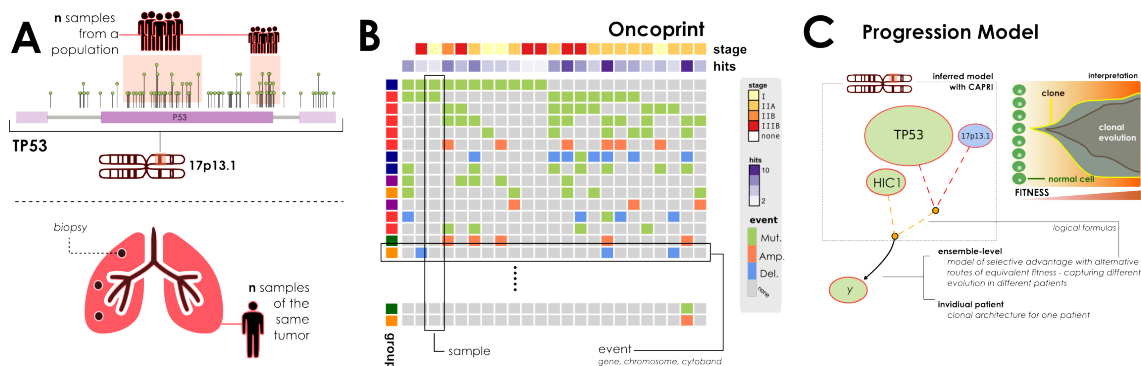 A
n samples
from a
population
P53
TP53
17p13.1
biopsy
n samples
of the
same
tumor
B
Oncoprint
stage
hits
stage
I
IIA
IIB
IIIB
none
hits
10
2
event
Mut.
Amp.
Del.
none
group
sample
event
gene, chromosome, cytoband
C
Progression Model
inferred model
with CAPRI
interpretation
TP53
17p13.1
HIC1
clone
clonal
evolution
normal cell
FITNESS
logical formulas
ensemble-level
model of selective advantage with alternative
routes of equivalent fitness - capturing different
evolution in different patients
invidiual patient
clonal architecture for one patient
y